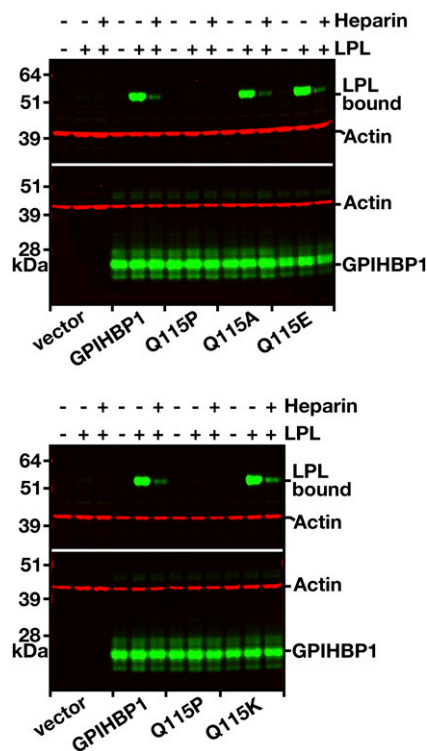 - - + - - + - - + - - + - - + Heparin
- + + - + + - + + - + + - + + LPL
64
51
39
LPL
bound
Actin
51
39
28
kDa
Actin
GPIHBP1
vector GPIHBP1 Q115P Q115A Q115E
- - + - - + - - + - - + Heparin
- + + - + + - + + - + + LPL
64
51
39
LPL
bound
Actin
51
39
28
kDa
Actin
GPIHBP1
vector GPIHBP1 Q115P Q115K